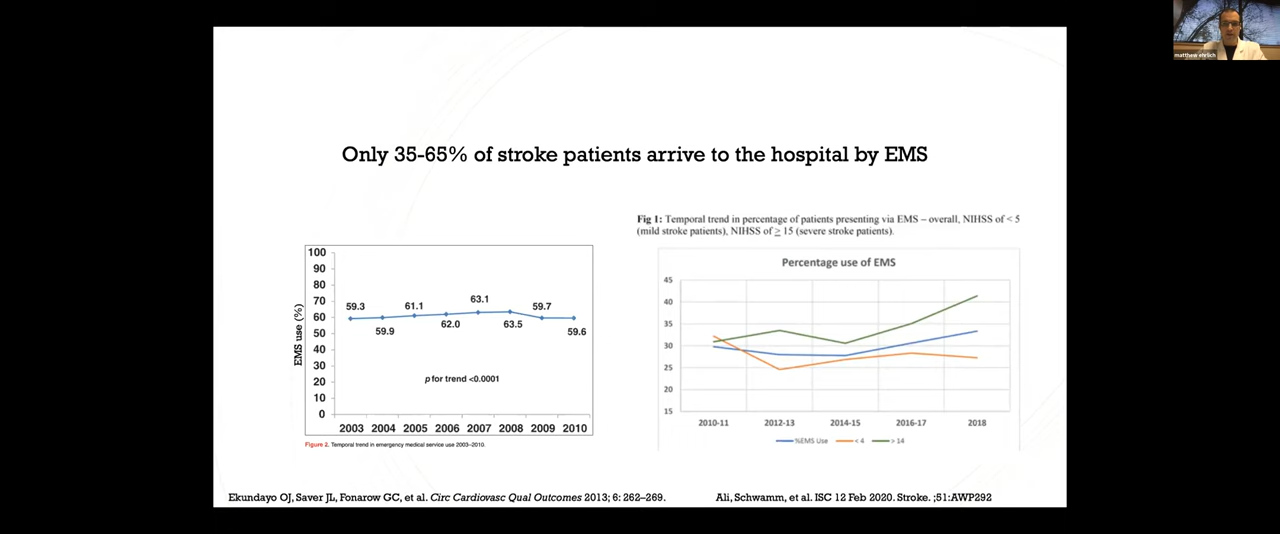 matthew ehrlich
Only 35-65% of stroke patients arrive to the hospital by EMS
100
90
80
70
60
50
40
30
20
10
0
EMS use (%)
59.3
59.9
61.1
62.0
63.1
63.5
59.7
59.6
p for trend <0.0001
2003 2004 2005 2006 2007 2008 2009 2010
Figure 2. Temporal trend in emergency medical service use 2003–2010.
Fig 1: Temporal trend in percentage of patients presenting via EMS – overall, NIHSS of < 5
(mild stroke patients), NIHSS of ≥ 15 (severe stroke patients).
Percentage use of EMS
45
40
35
30
25
20
15
2010-11 2012-13 2014-15 2016-17 2018
%EMS Use < 4 > 14
Ekundayo OJ, Saver JL, Fonarow GC, et al. Circ Cardiovasc Qual Outcomes 2013; 6: 262–269.
Ali, Schwamm, et al. ISC 12 Feb 2020. Stroke. ;51:AWP292